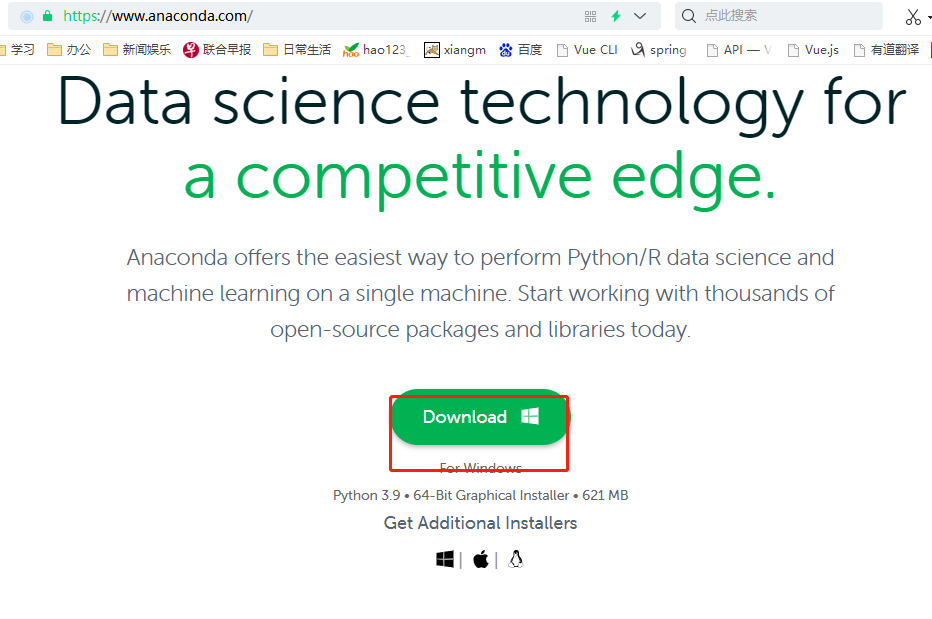 https://www.anaconda.com/
点此搜索
学习 办公 新闻娱乐 联合早报 日常生活 hao123_ xiangm 百度 Vue CLI spring API — V Vue.js 有道翻译
Data science technology for
a competitive edge.
Anaconda offers the easiest way to perform Python/R data science and
machine learning on a single machine. Start working with thousands of
open-source packages and libraries today.
Download
For Windows
Python 3.9 • 64-Bit Graphical Installer • 621 MB
Get Additional Installers
| |